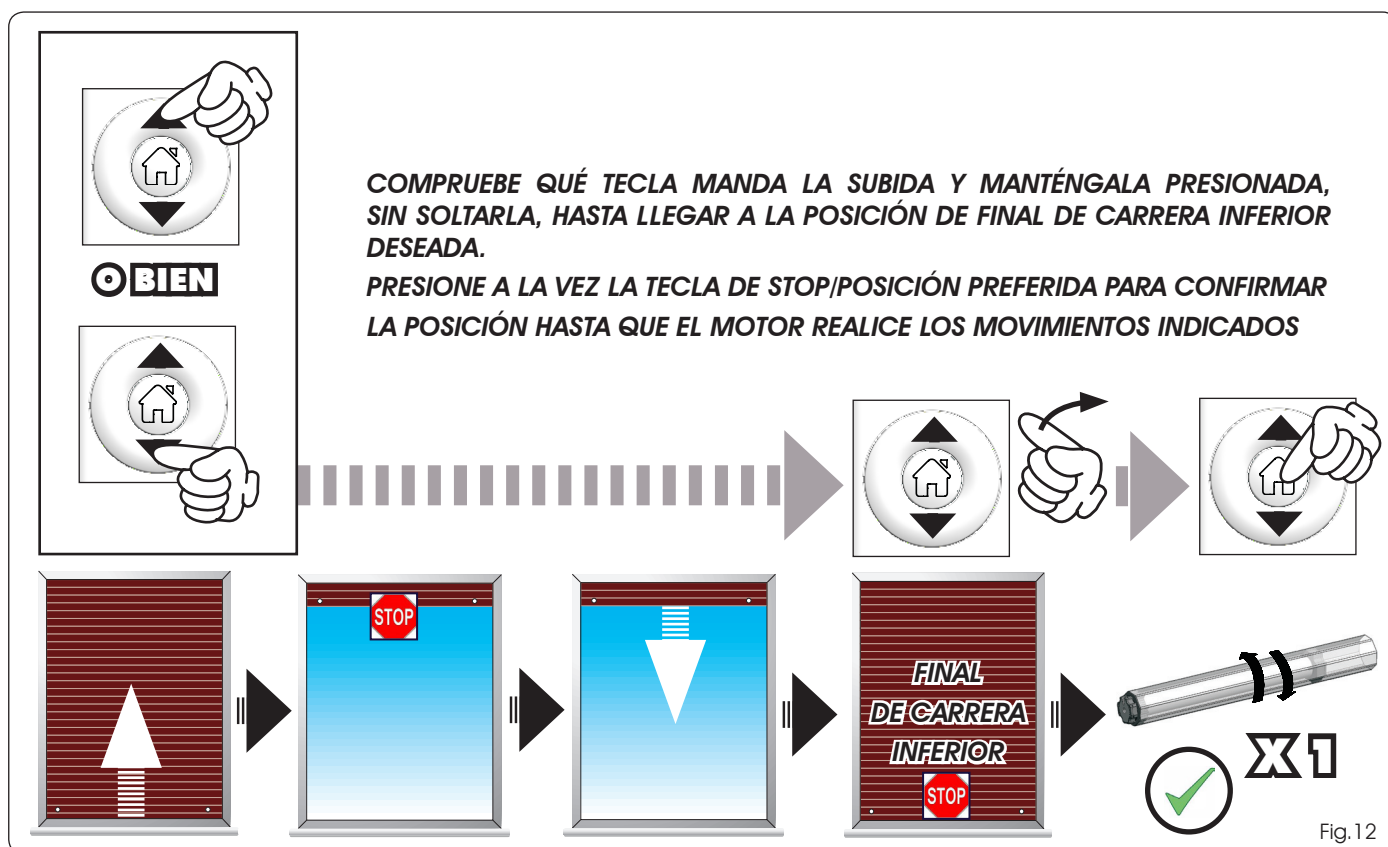 COMPRUEBE QUÉ TECLA MANDA LA SUBIDA Y MANTÉNGALA PRESIONADA,
SIN SOLTARLA, HASTA LLEGAR A LA POSICIÓN DE FINAL DE CARRERA INFERIOR
DESEADA.
PRESIONE A LA VEZ LA TECLA DE STOP/POSICIÓN PREFERIDA PARA CONFIRMAR
LA POSICIÓN HASTA QUE EL MOTOR REALICE LOS MOVIMIENTOS INDICADOS
O BIEN
STOP
FINAL
DE CARRERA
INFERIOR
STOP
X1
Fig.12